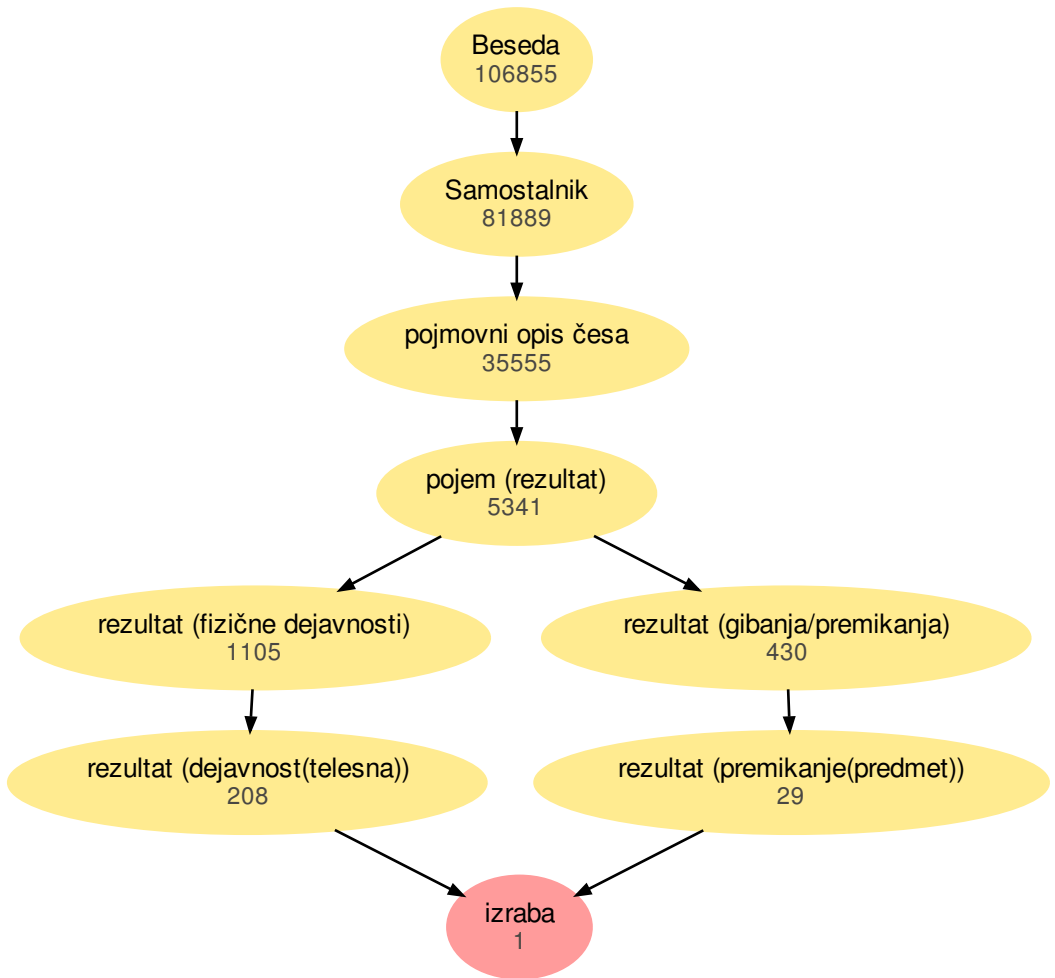 Beseda
106855
Samostalnik
81889
pojmovni opis česa
35555
pojem (rezultat)
5341
rezultat (fizične dejavnosti)
1105
rezultat (gibanja/premikanja)
430
rezultat (dejavnost(telesna))
208
rezultat (premikanje(predmet))
29
izraba
1